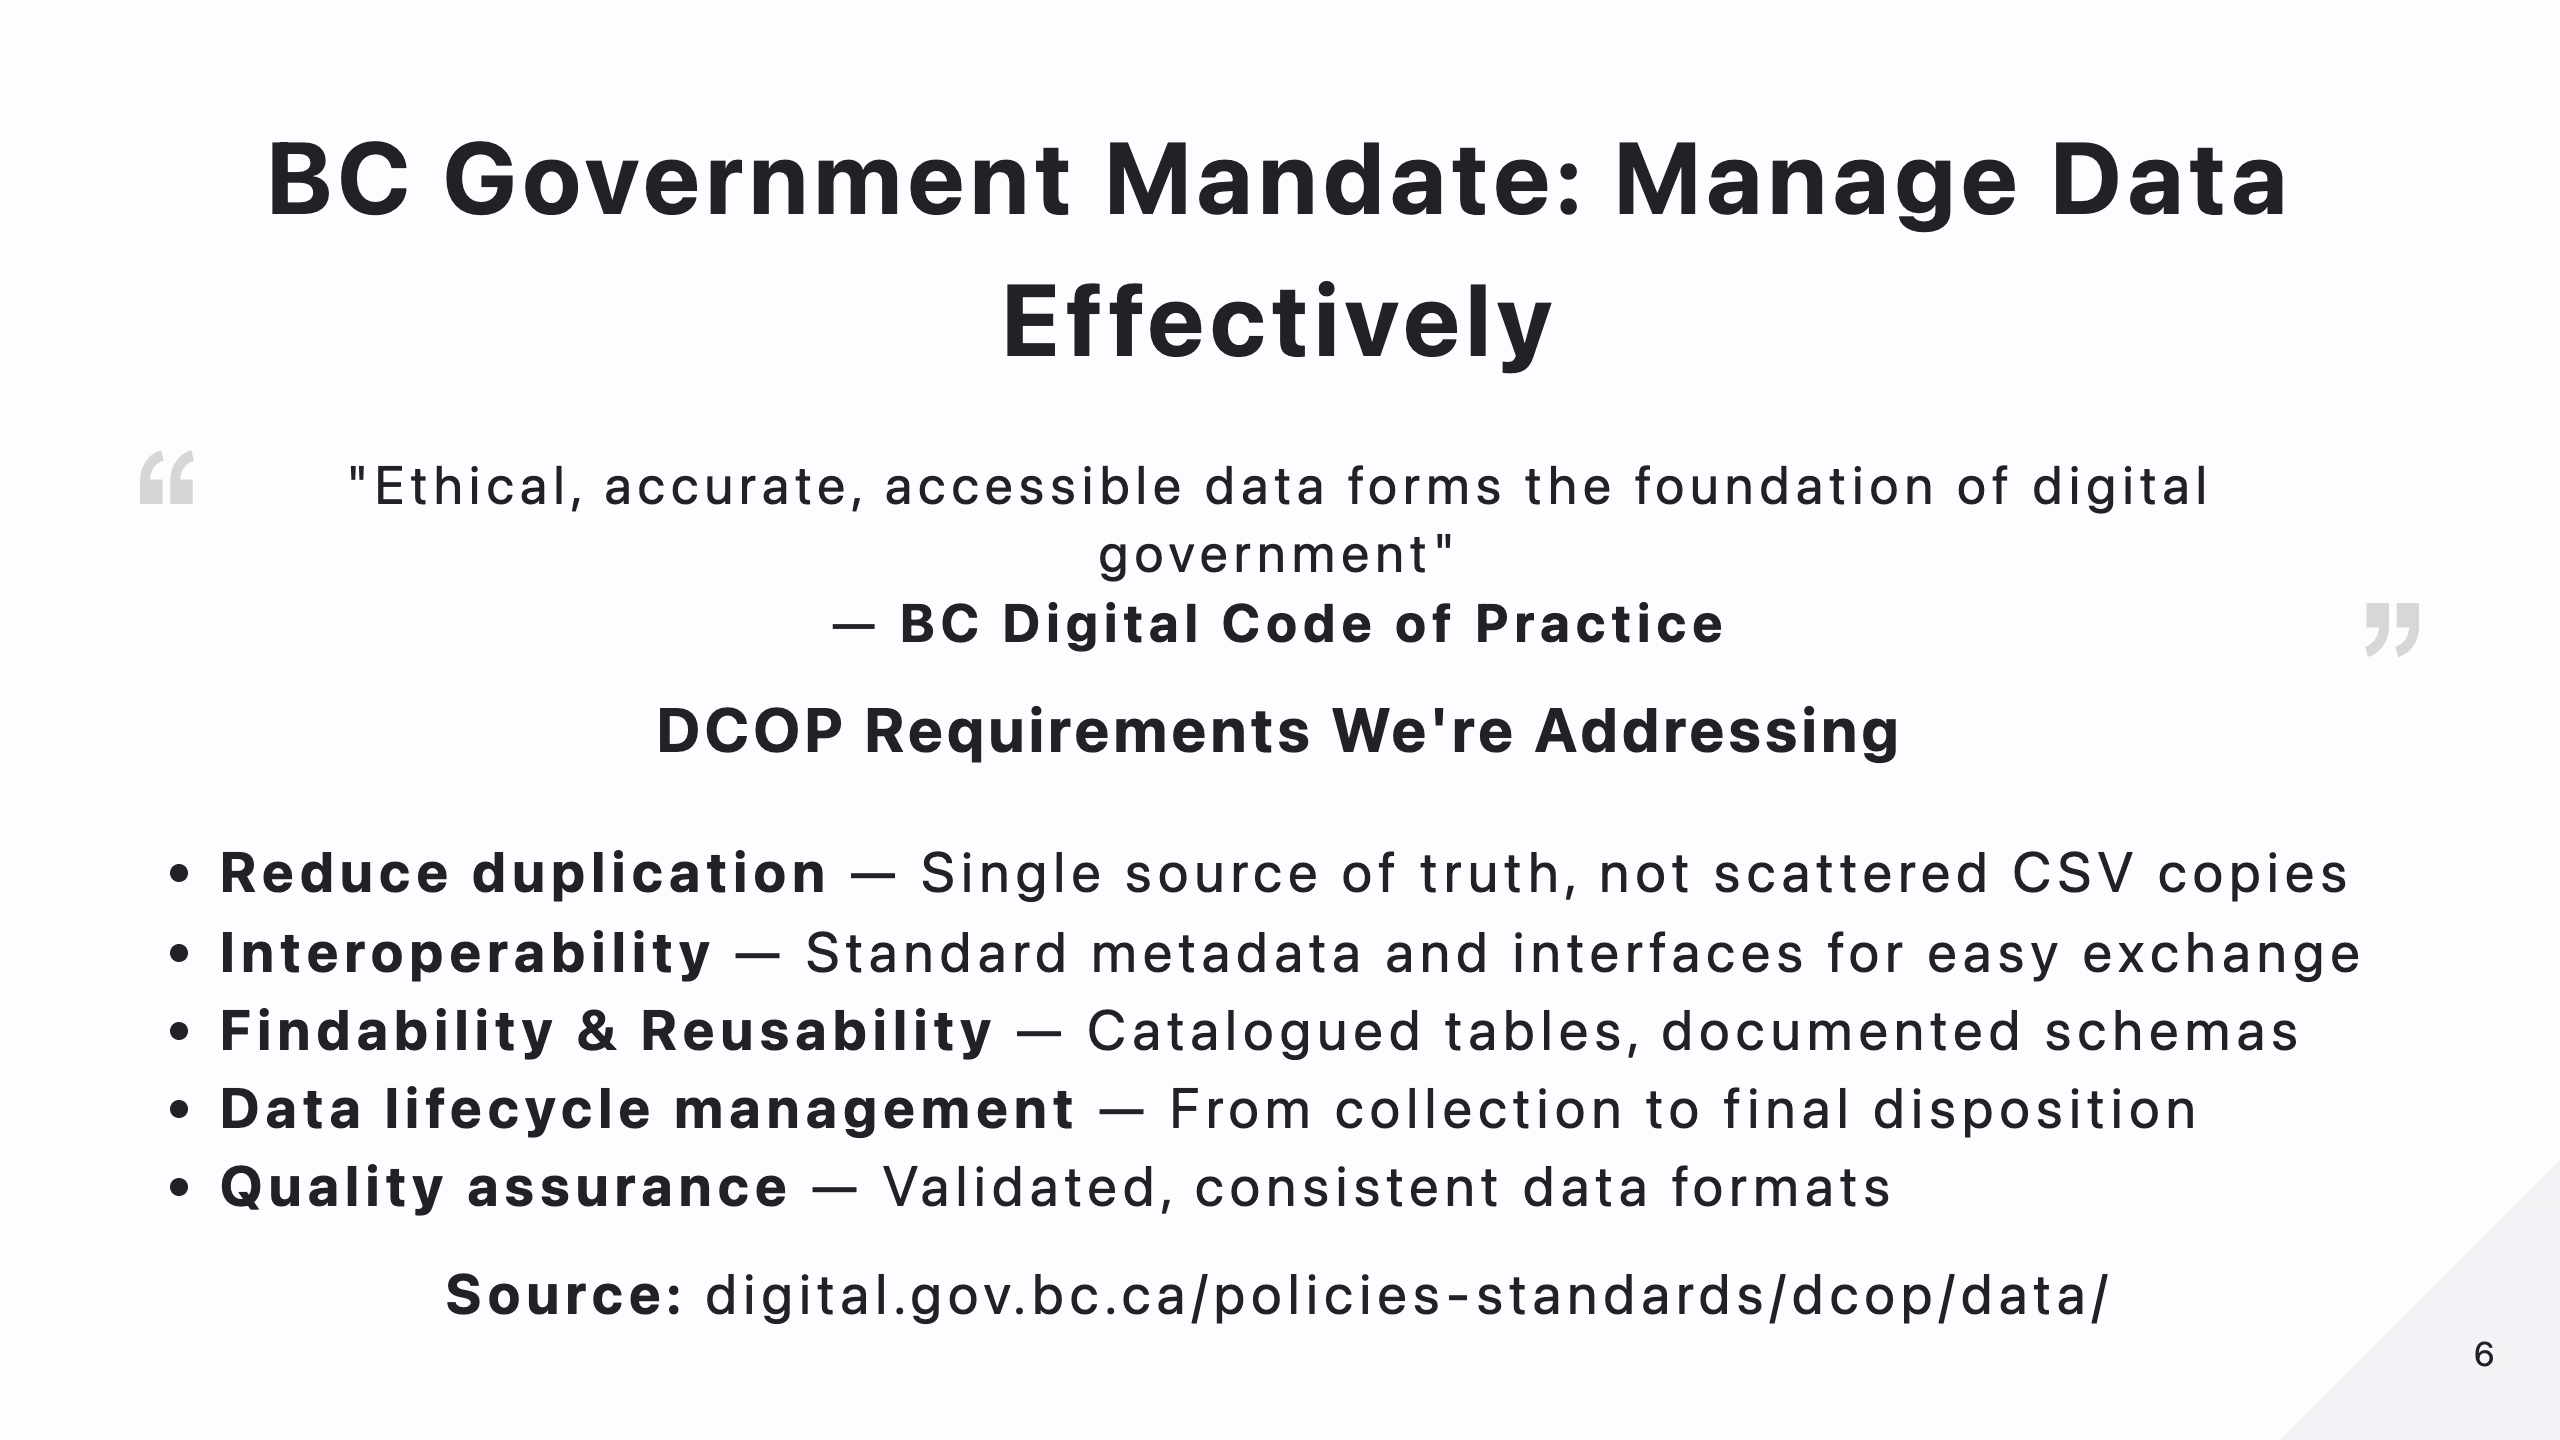 BC Government Mandate: Manage Data
Effectively
“
"Ethical, accurate, accessible data forms the foundation of digital
government"
— BC Digital Code of Practice
”
DCOP Requirements We're Addressing
• Reduce duplication — Single source of truth, not scattered CSV copies
• Interoperability — Standard metadata and interfaces for easy exchange
• Findability & Reusability — Catalogued tables, documented schemas
• Data lifecycle management — From collection to final disposition
• Quality assurance — Validated, consistent data formats
Source: digital.gov.bc.ca/policies-standards/dcop/data/
6